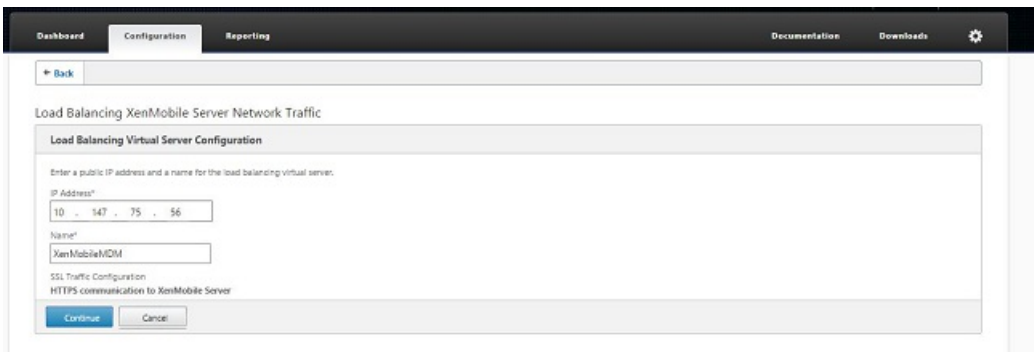 Dashboard Configuration Reporting Documentation Downloads
Back
Load Balancing XenMobile Server Network Traffic
Load Balancing Virtual Server Configuration
Enter a public IP address and a name for the load balancing virtual server.
IP Address*
10 . 147 . 75 . 56
Name*
XenMobileMDM
SSL Traffic Configuration
HTTPS communication to XenMobile Server
Continue Cancel